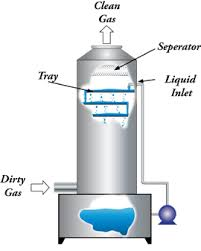 Clean
Gas
Seperator
Tray
Liquid
Inlet
Dirty
Gas